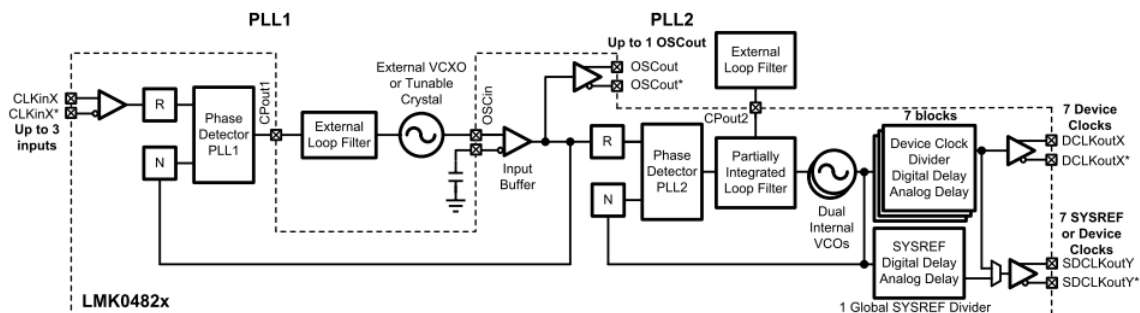 PLL1
PLL2
Up to 1 OSCout
External
Loop Filter
External VCXO
or Tunable
Crystal
OSCout
OSCout*
CLKinX
CLKinX*
Up to 3
inputs
R
N
Phase
Detector
PLL1
CPout1
External
Loop Filter
OSCin
Input
Buffer
R
N
Phase
Detector
PLL2
CPout2
Partially
Integrated
Loop Filter
Dual
Internal
VCOs
7 blocks
Device Clock
Divider
Digital Delay
Analog Delay
7 Device
Clocks
DCLKoutX
DCLKoutX*
SYSREF
Digital Delay
Analog Delay
1 Global SYSREF Divider
7 SYSREF
or Device
Clocks
SDCLKoutY
SDCLKoutY*
LMK0482x